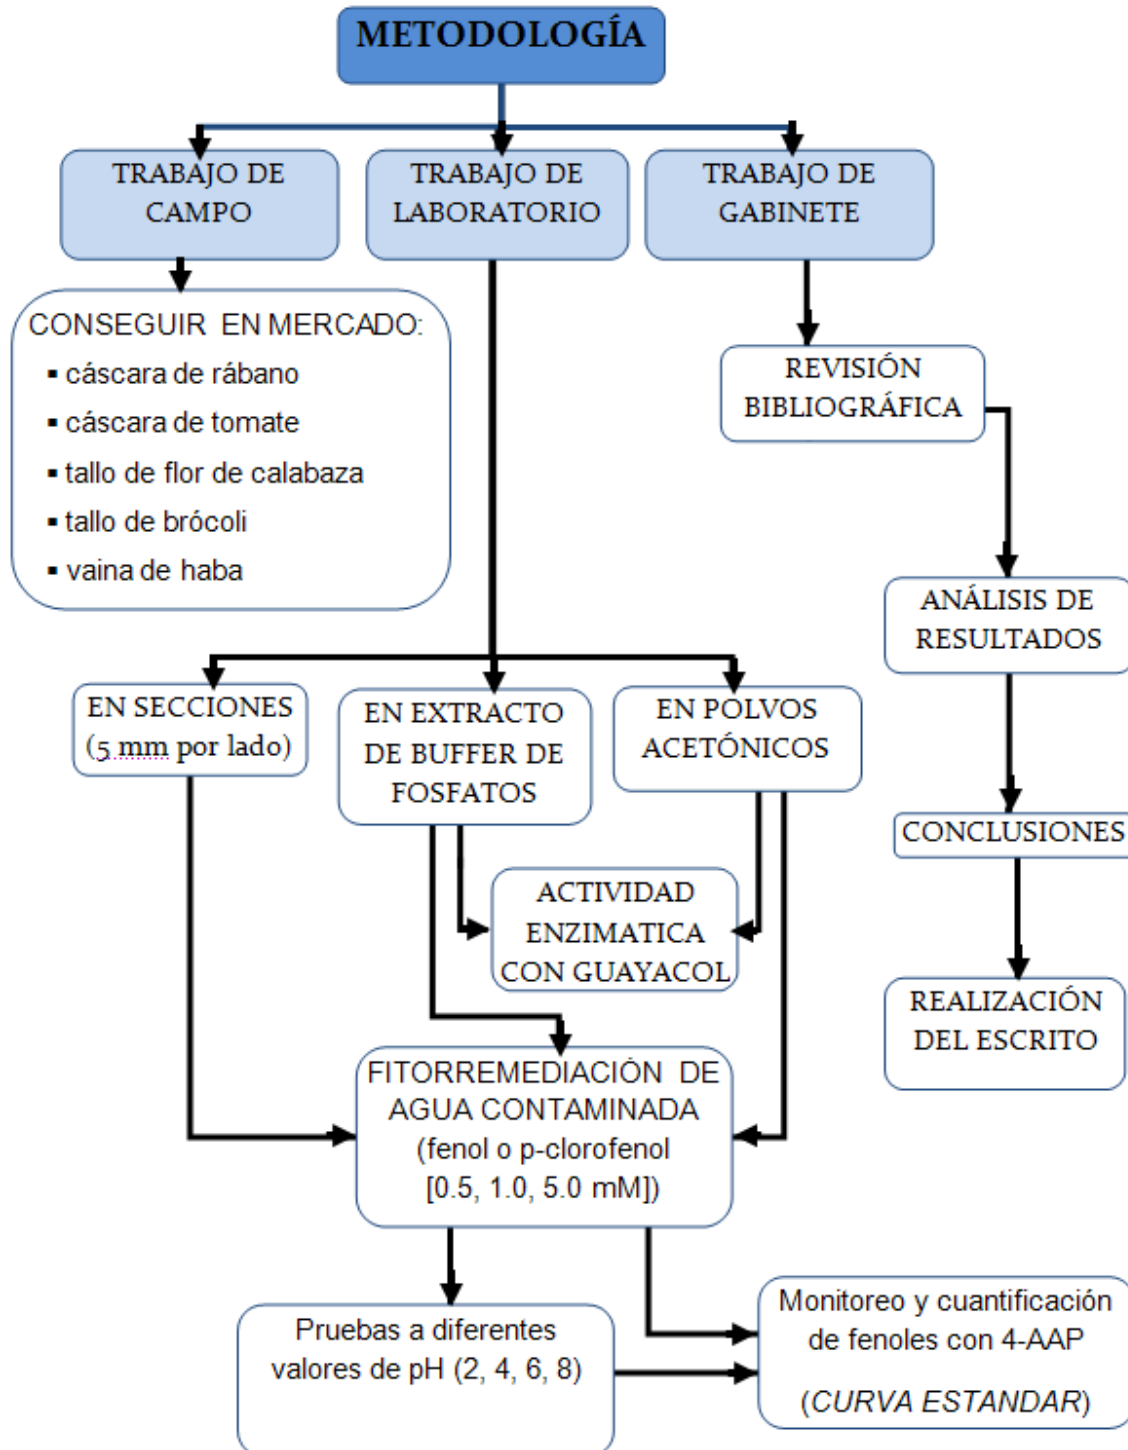 METODOLOGÍA
TRABAJO DE
CAMPO
TRABAJO DE
LABORATORIO
TRABAJO DE
GABINETE
CONSEGUIR EN MERCADO:
▪ cáscara de rábano
▪ cáscara de tomate
▪ tallo de flor de calabaza
▪ tallo de brócoli
▪ vaina de haba
REVISIÓN
BIBLIOGRÁFICA
ANÁLISIS DE
RESULTADOS
CONCLUSIONES
REALIZACIÓN
DEL ESCRITO
EN SECCIONES
(5 mm por lado)
EN EXTRACTO
DE BUFFER DE
FOSFATOS
EN POLVOS
ACETÓNICOS
ACTIVIDAD
ENZIMATICA
CON GUAYACOL
FITORREMEDIACIÓN DE
AGUA CONTAMINADA
(fenol o p-clorofenol
[0.5, 1.0, 5.0 mM])
Pruebas a diferentes
valores de pH (2, 4, 6, 8)
Monitoreo y cuantificación
de fenoles con 4-AAP
(CURVA ESTANDAR)